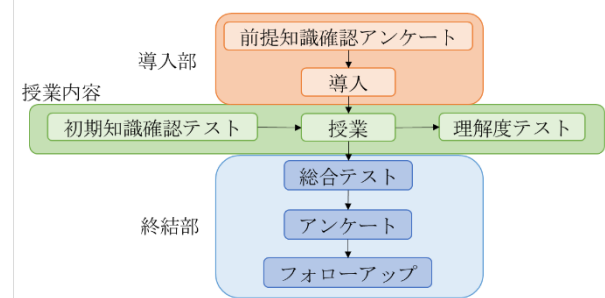 前提知識確認アンケート
導入部
導入
授業内容
初期知識確認テスト
授業
理解度テスト
総合テスト
終結部
アンケート
フォローアップ